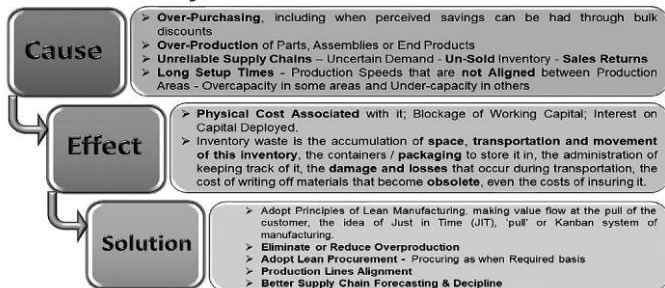 Cause
➢ Over-Purchasing, including when perceived savings can be had through bulk
discounts
➢ Over-Production of Parts, Assemblies or End Products
➢ Unreliable Supply Chains – Uncertain Demand - Un-Sold Inventory - Sales Returns
➢ Long Setup Times - Production Speeds that are not Aligned between Production
Areas - Overcapacity in some areas and Under-capacity in others
Effect
➢ Physical Cost Associated with it; Blockage of Working Capital; Interest on
Capital Deployed.
➢ Inventory waste is the accumulation of space, transportation and movement
of this inventory, the containers / packaging to store it in, the administration of
keeping track of it, the damage and losses that occur during transportation, the
cost of writing off materials that become obsolete, even the costs of insuring it.
Solution
➢ Adopt Principles of Lean Manufacturing, making value flow at the pull of the
customer, the idea of Just in Time (JIT), 'pull' or Kanban system of
manufacturing.
➢ Eliminate or Reduce Overproduction
➢ Adopt Lean Procurement - Procuring as when Required basis
➢ Production Lines Alignment
➢ Better Supply Chain Forecasting & Decipline